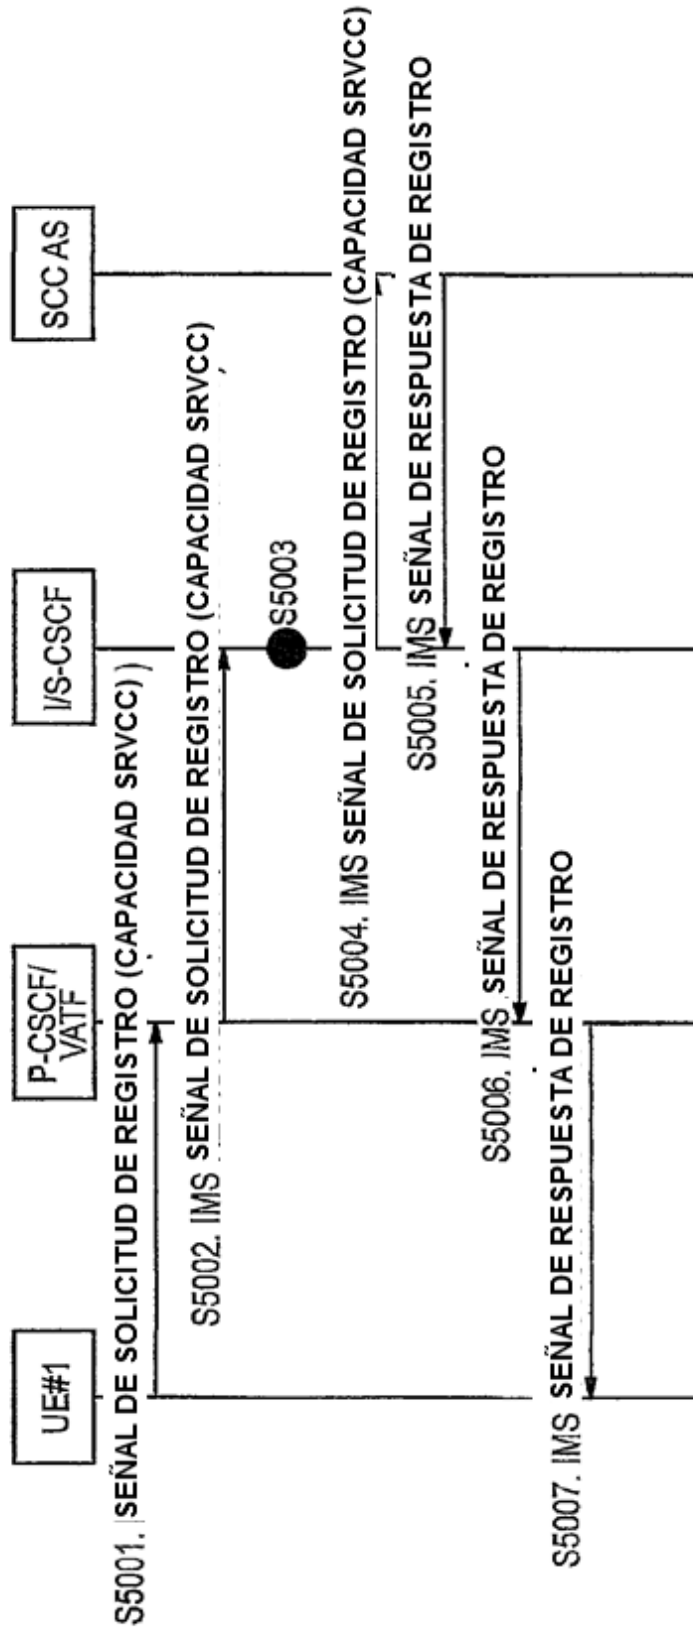 UE#1
P-CSCF/
VATF
I/S-CSCF
SCC AS
S5001. SEÑAL DE SOLICITUD DE REGISTRO (CAPACIDAD SRVCC) )
S5002. IMS SEÑAL DE SOLICITUD DE REGISTRO (CAPACIDAD SRVCC)
S5003
S5004. IMS SEÑAL DE SOLICITUD DE REGISTRO (CAPACIDAD SRVCC)
S5005. IMS SEÑAL DE RESPUESTA DE REGISTRO
S5006. IMS SEÑAL DE RESPUESTA DE REGISTRO
S5007. IMS SEÑAL DE RESPUESTA DE REGISTRO